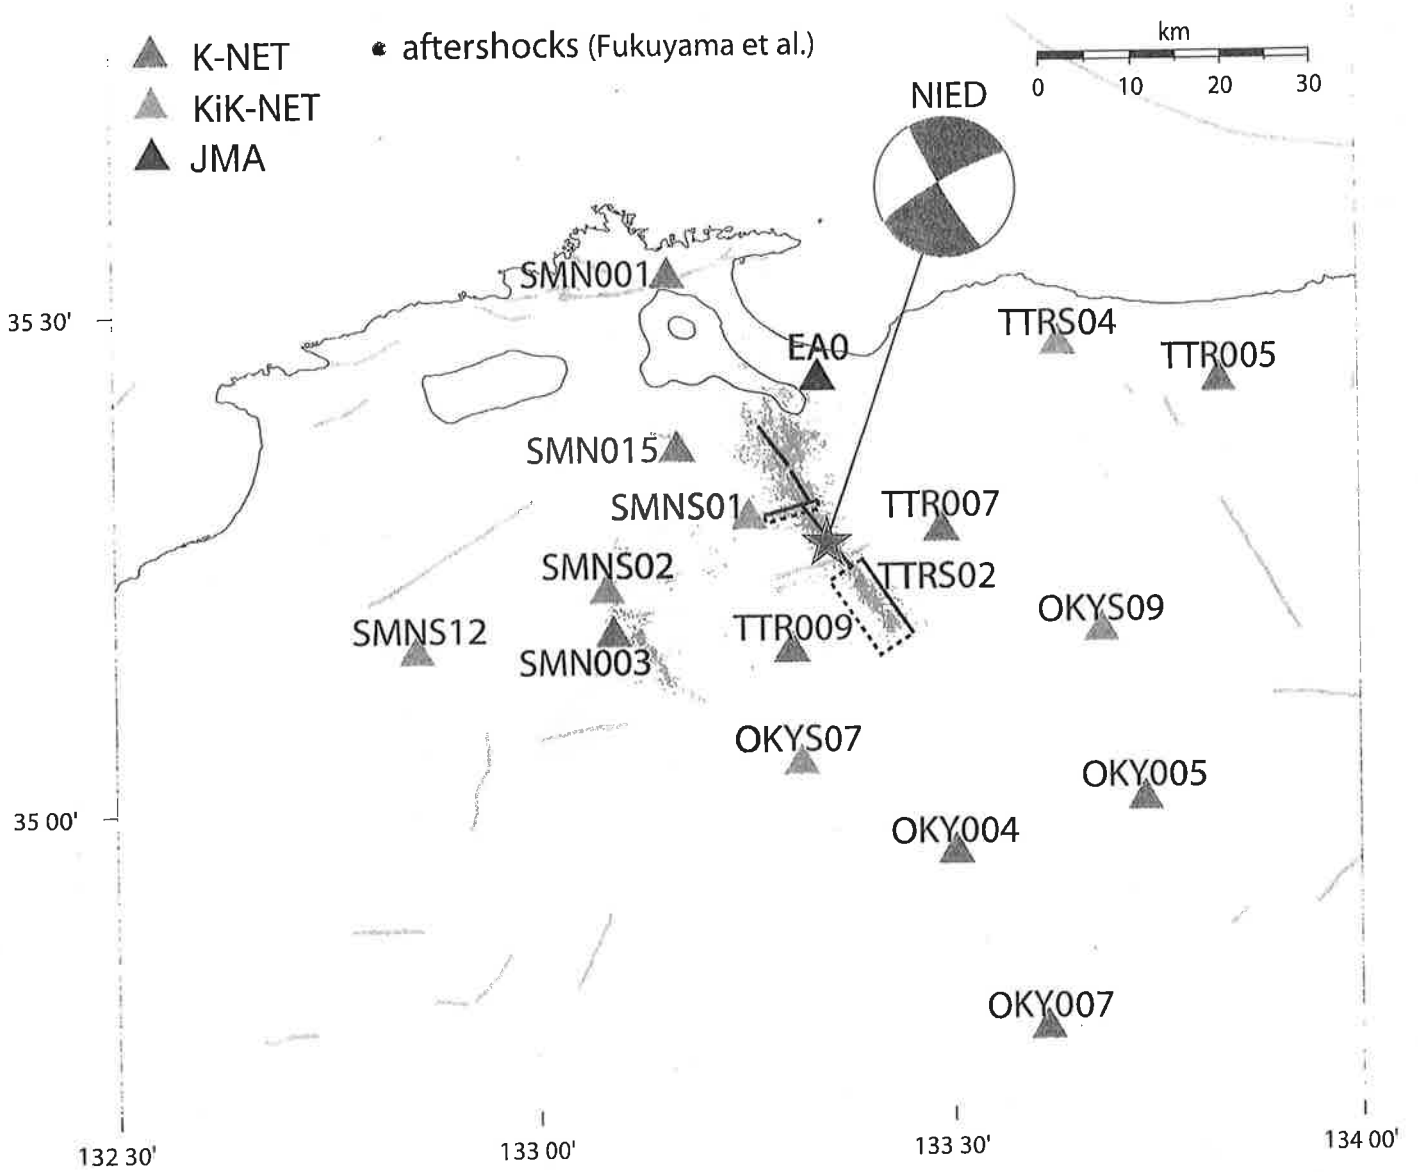 K-NET
KiK-NET
JMA
aftershocks (Fukuyama et al.)
km
0 10 20 30
NIED
SMN001
35 30'
EA0
TTRS04
TTR005
SMN015
SMNS01
TTR007
SMNS02
TTRS02
SMNS12
SMN003
TTR009
OKYS09
OKYS07
OKY005
35 00'
OKY004
OKY007
132 30'
133 00'
133 30'
134 00'